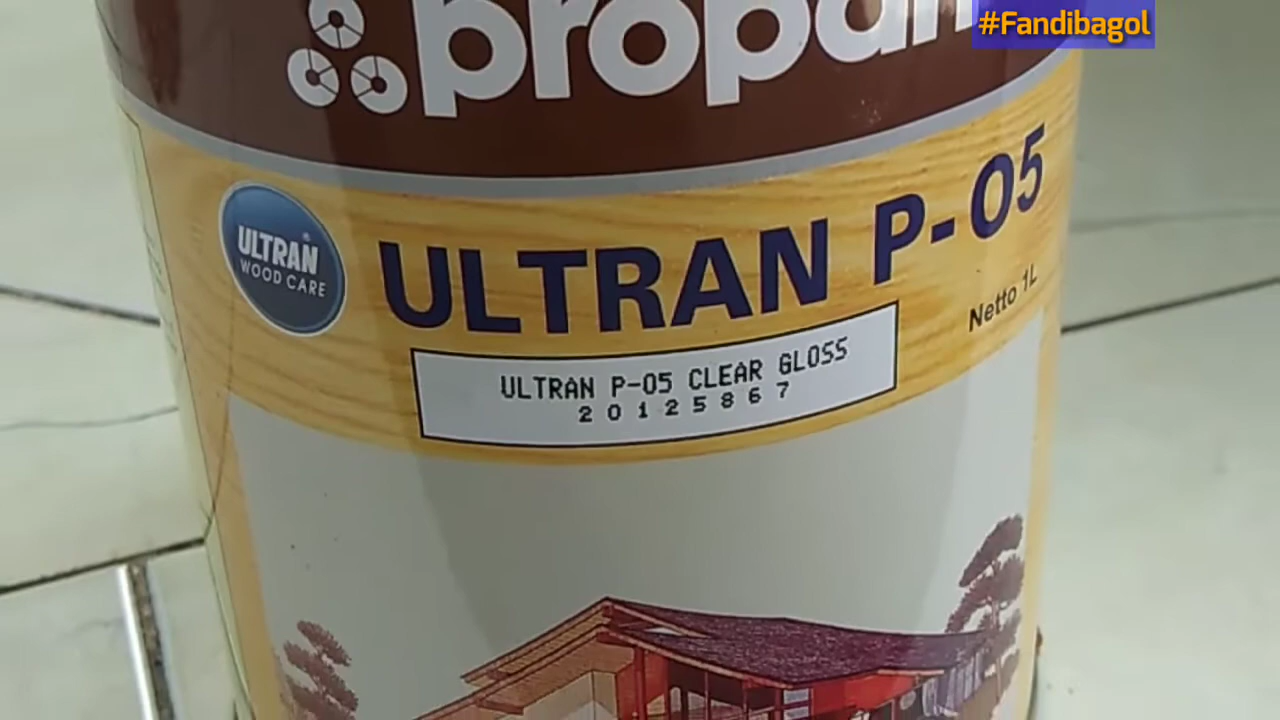 #Fandibagol
propan
ULTRAN
WOOD CARE
ULTRAN P-05
Netto 1L
ULTRAN P-05 CLEAR GLOSS
20125867